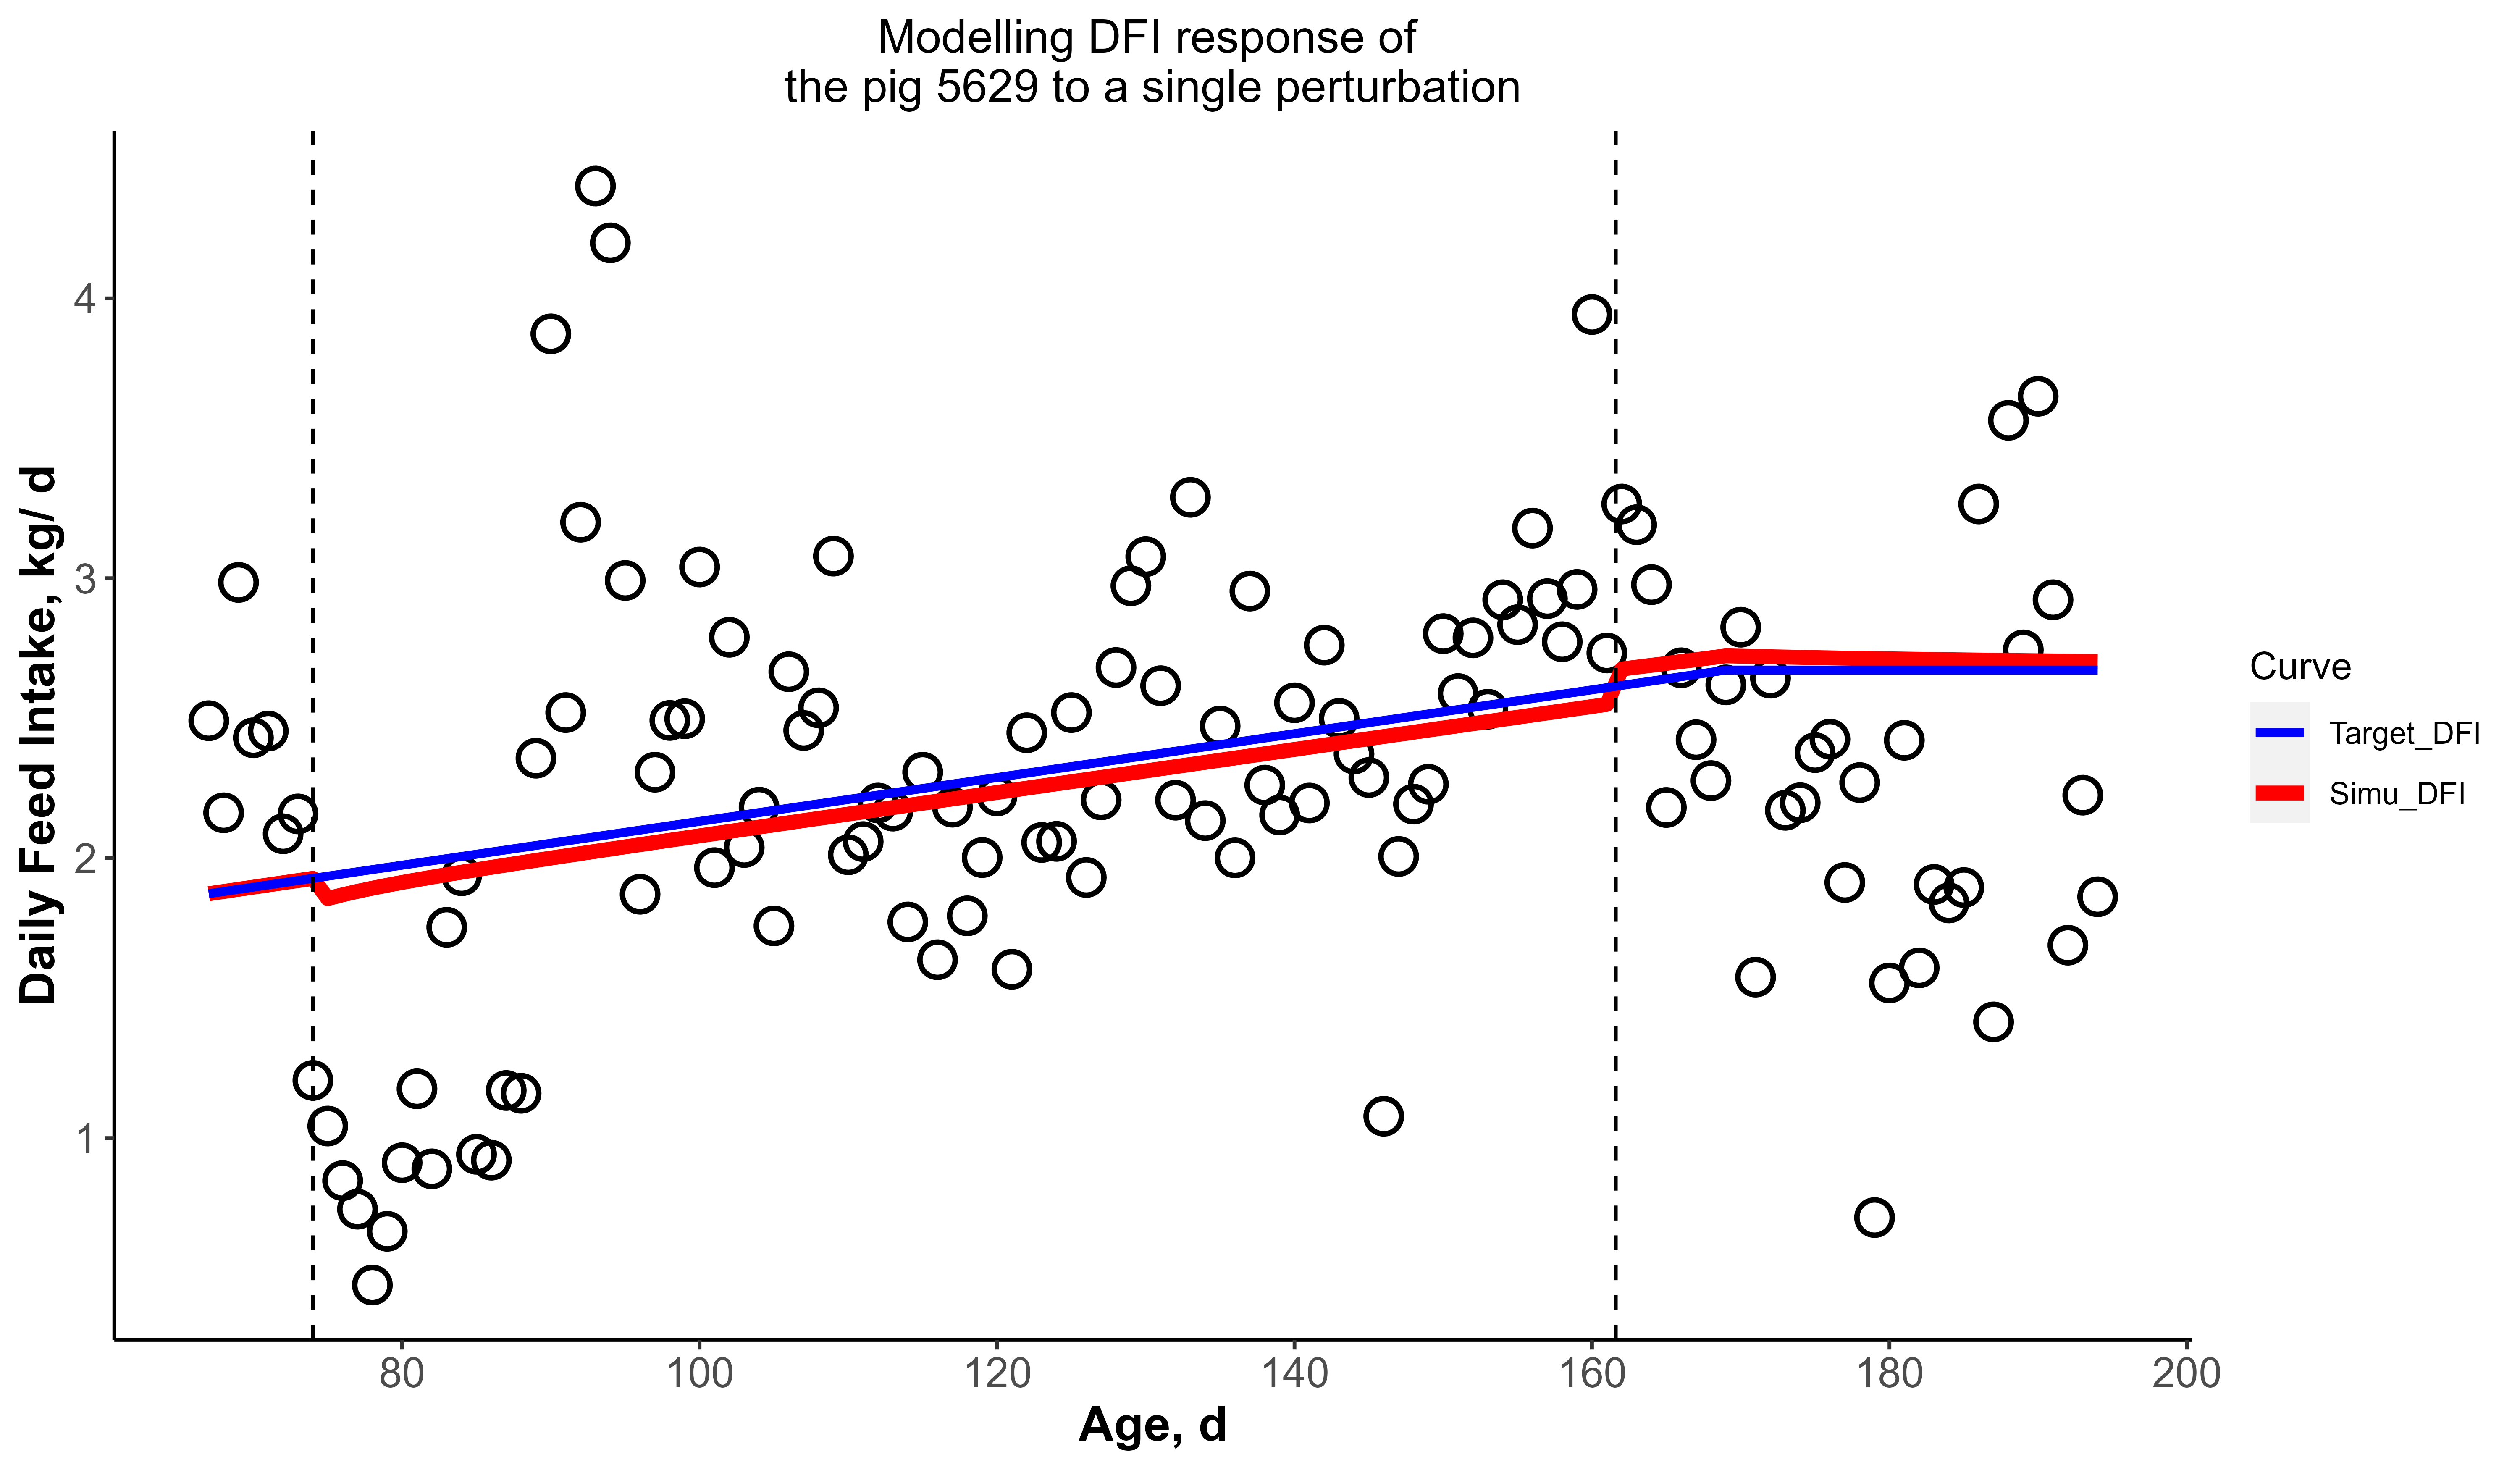 Modelling DFI response of
the pig 5629 to a single perturbation
Daily Feed Intake, kg/ d
4
3
2
1
80 100 120 140 160 180 200
Age, d
Curve
Target_DFI
Simu_DFI